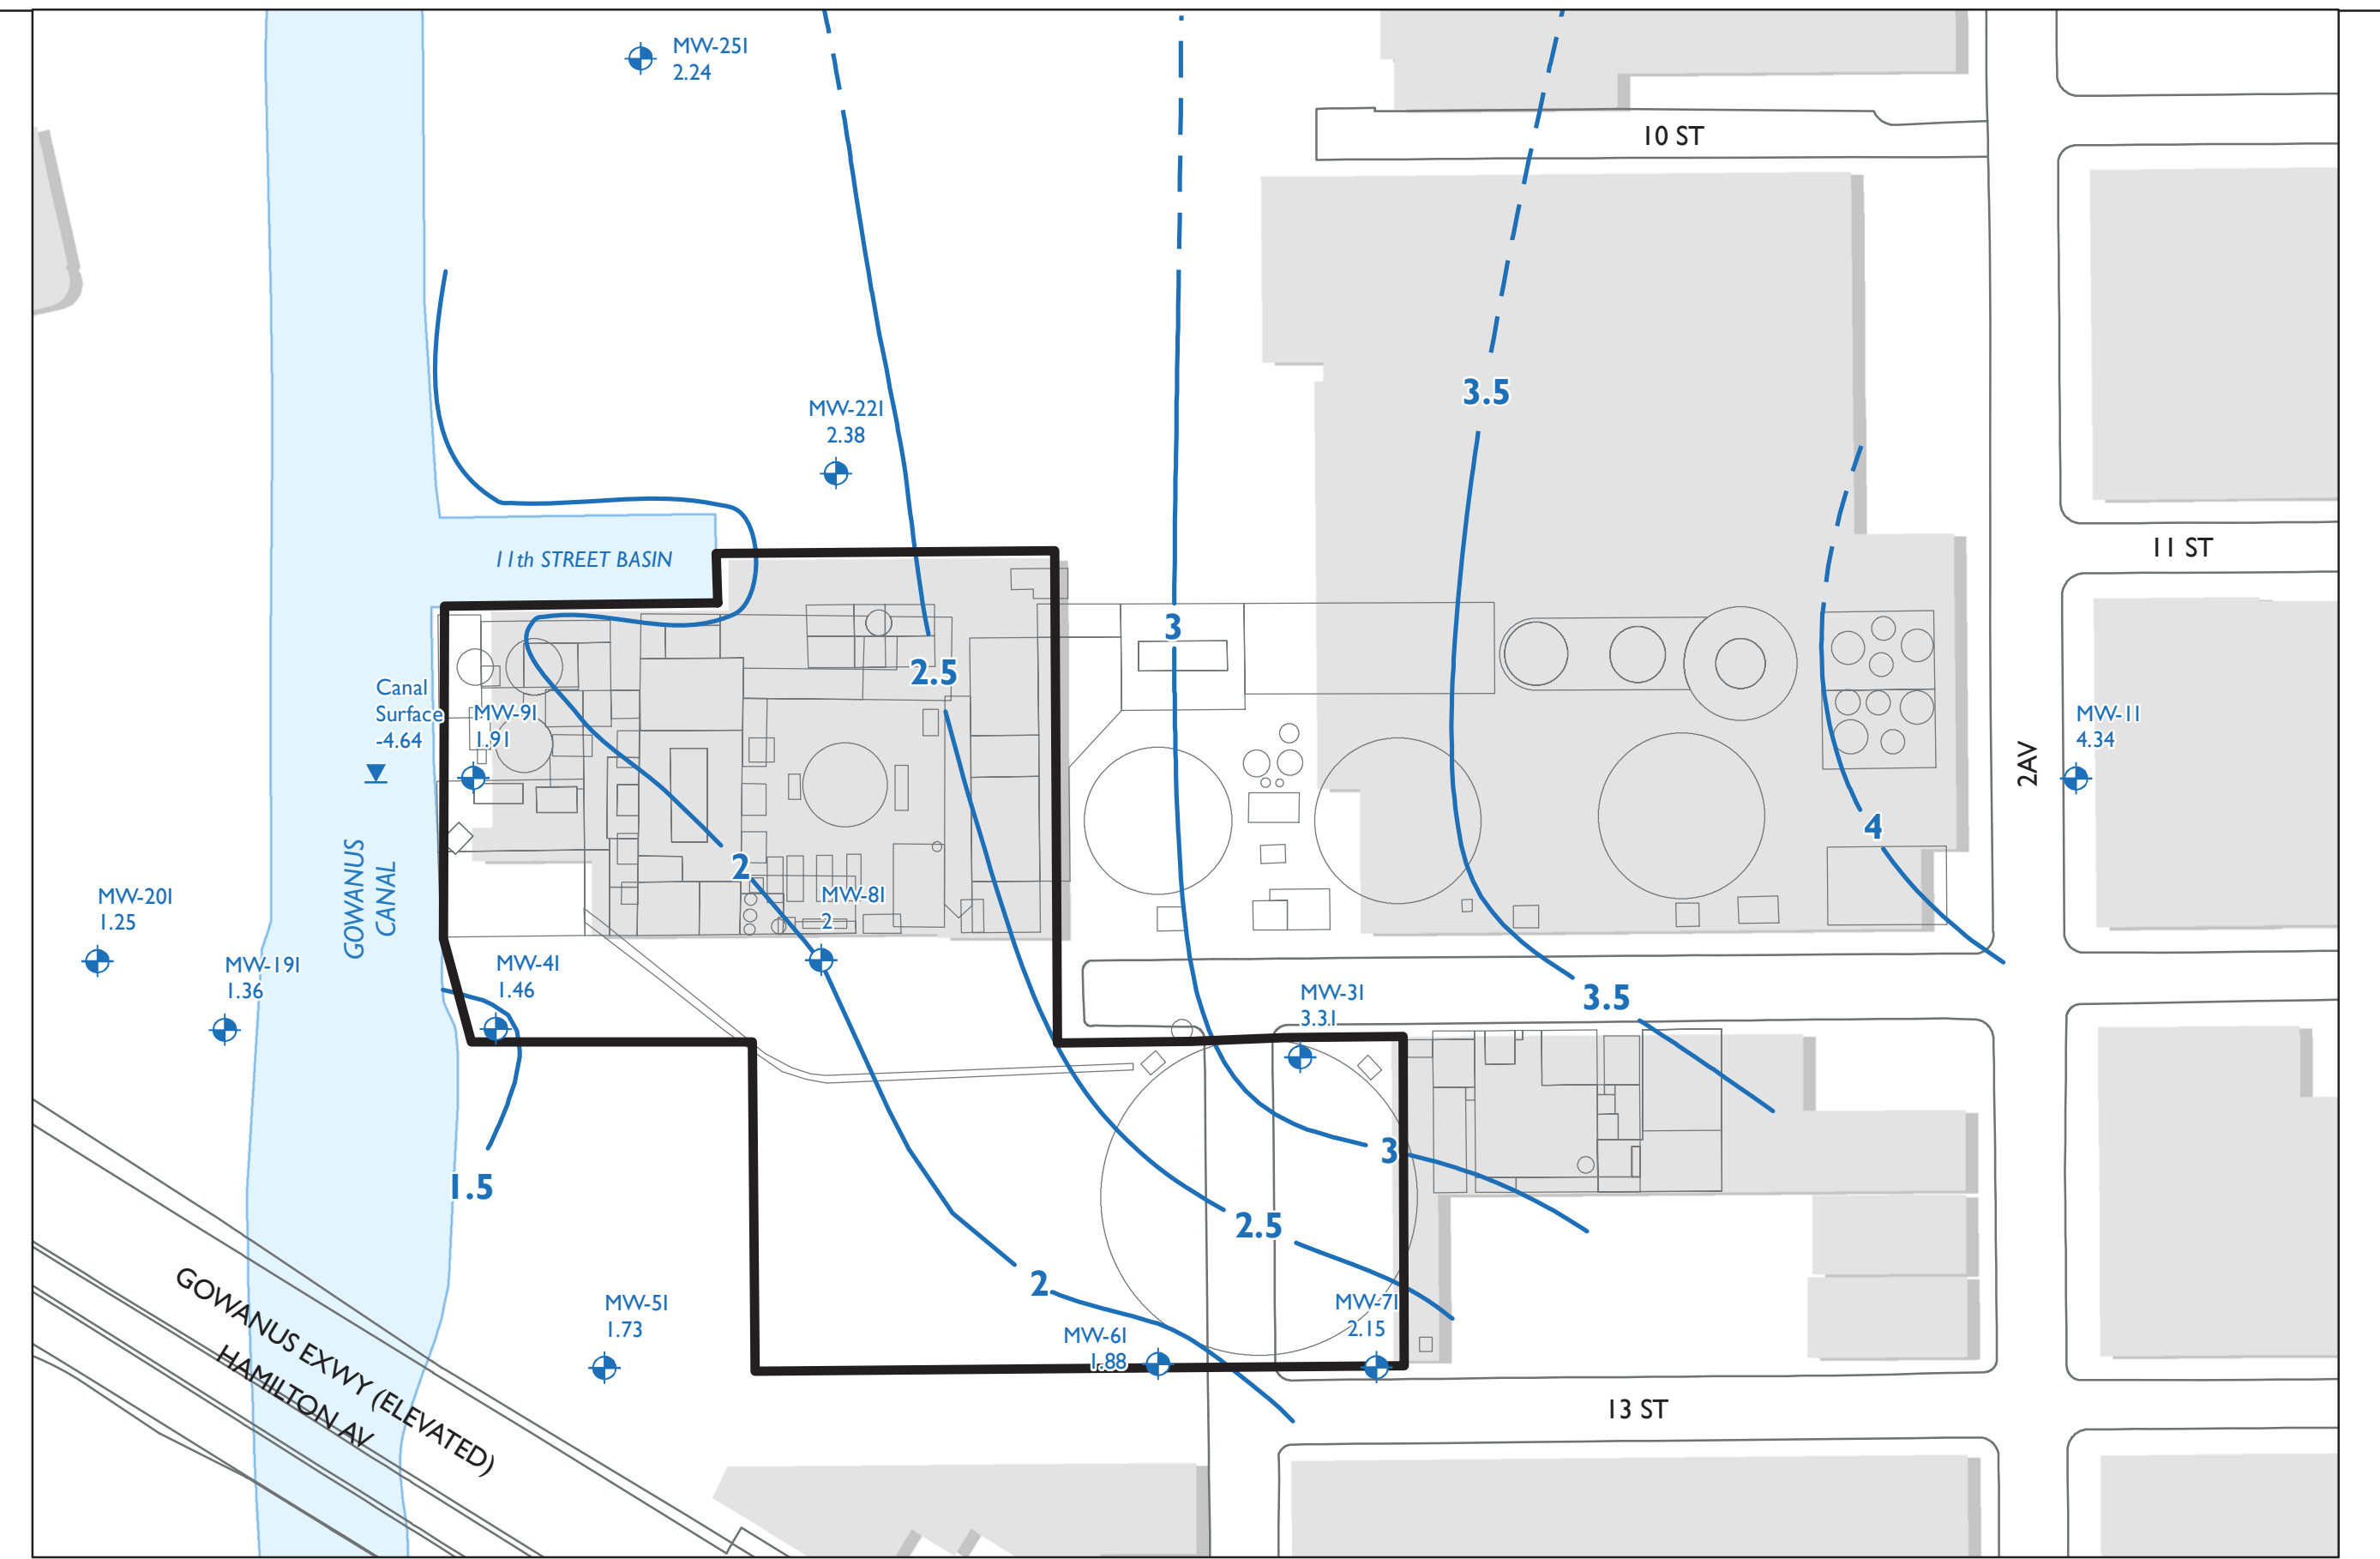 MW-25I
2.24
10 ST
3.5
MW-22I
2.38
11 ST
11th STREET BASIN
3
2.5
Canal
Surface
-4.64
MW-9I
1.91
MW-1I
4.34
2AV
4
2
MW-8I
2
GOWANUS
CANAL
MW-20I
1.25
MW-19I
1.36
MW-4I
1.46
MW-3I
3.31
3.5
3
1.5
2.5
2
MW-5I
1.73
MW-7I
2.15
MW-6I
1.88
GOWANUS EXWY (ELEVATED)
HAMILTON AV
13 ST